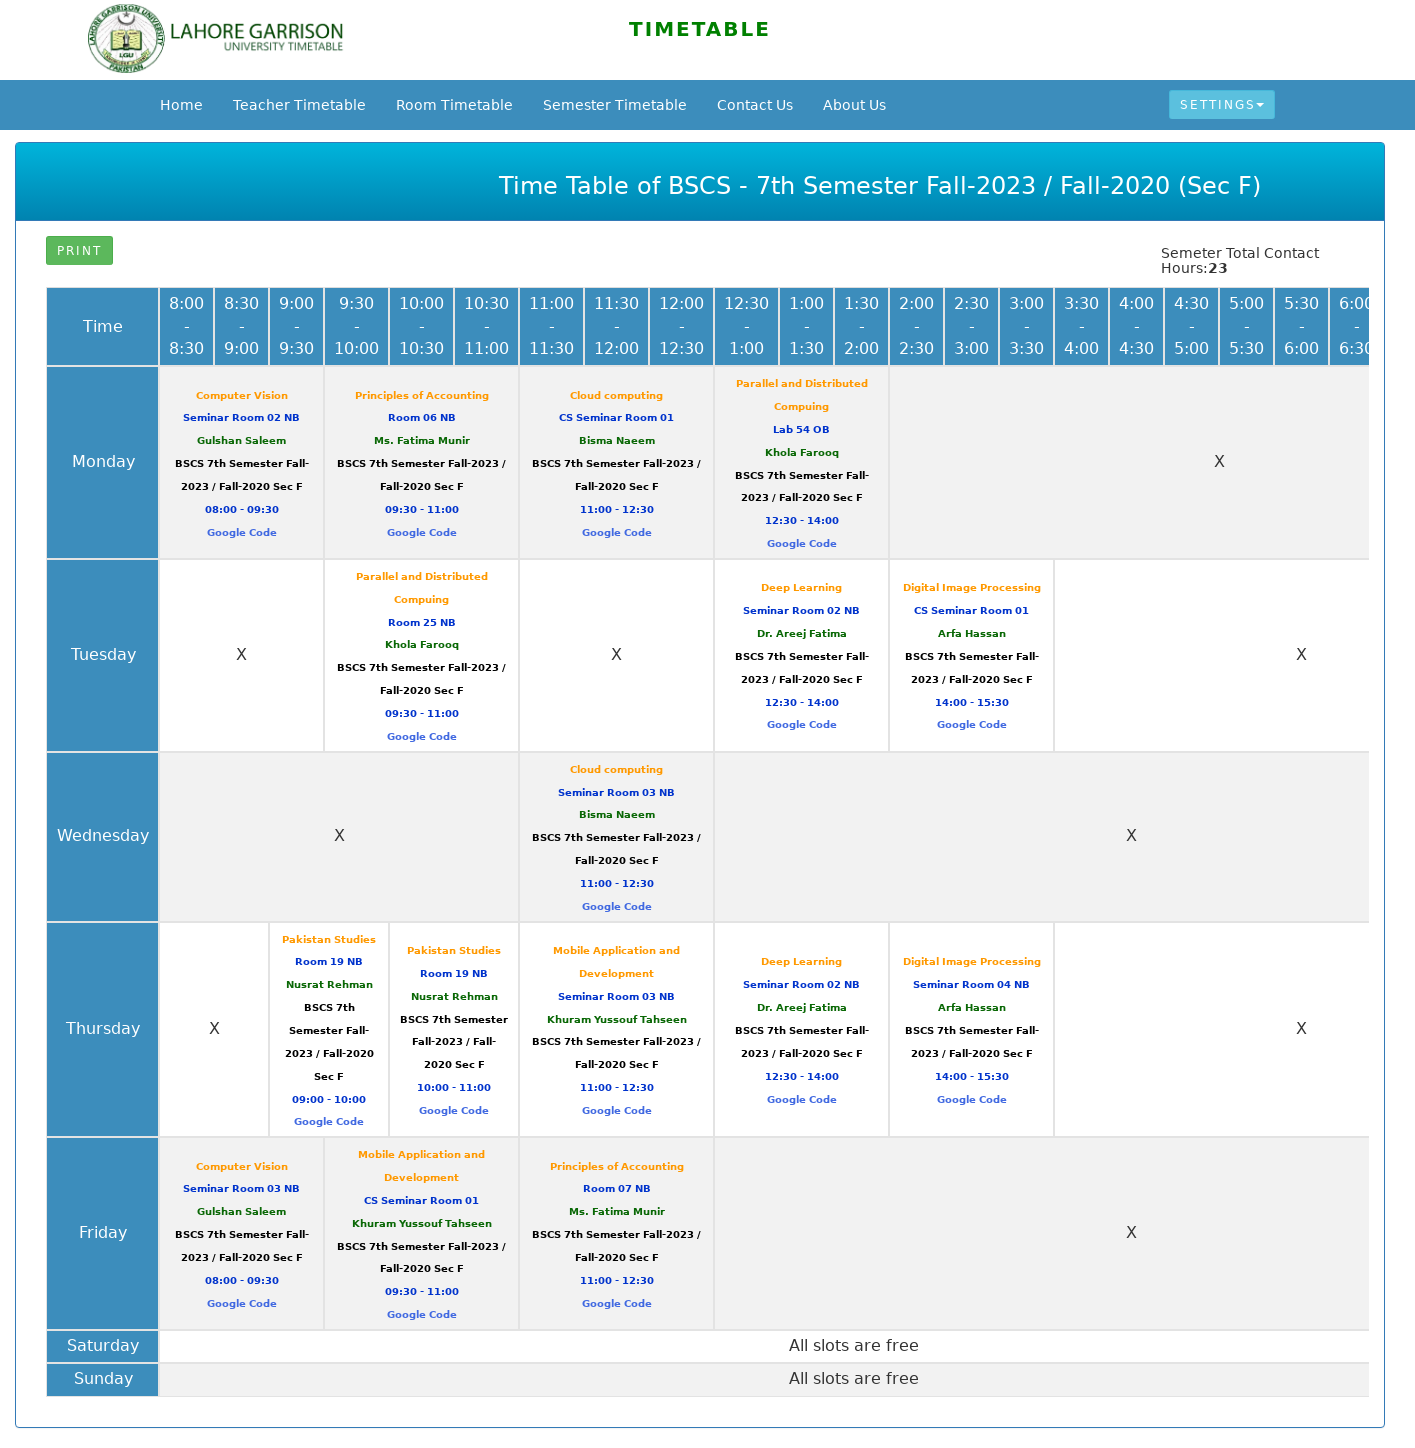 LAHORE GARRISON
UNIVERSITY TIMETABLE
TIMETABLE
Home Teacher Timetable Room Timetable Semester Timetable Contact Us About Us SETTINGS
Time Table of BSCS - 7th Semester Fall-2023 / Fall-2020 (Sec F)
PRINT
Semeter Total Contact
Hours:23
Time
8:00 - 8:30
8:30 - 9:00
9:00 - 9:30
9:30 - 10:00
10:00 - 10:30
10:30 - 11:00
11:00 - 11:30
11:30 - 12:00
12:00 - 12:30
12:30 - 1:00
1:00 - 1:30
1:30 - 2:00
2:00 - 2:30
2:30 - 3:00
3:00 - 3:30
3:30 - 4:00
4:00 - 4:30
4:30 - 5:00
5:00 - 5:30
5:30 - 6:00
6:00 - 6:30
Monday
Computer Vision
Seminar Room 02 NB
Gulshan Saleem
BSCS 7th Semester Fall-
2023 / Fall-2020 Sec F
08:00 - 09:30
Google Code
Principles of Accounting
Room 06 NB
Ms. Fatima Munir
BSCS 7th Semester Fall-2023 /
Fall-2020 Sec F
09:30 - 11:00
Google Code
Cloud computing
CS Seminar Room 01
Bisma Naeem
BSCS 7th Semester Fall-2023 /
Fall-2020 Sec F
11:00 - 12:30
Google Code
Parallel and Distributed
Compuing
Lab 54 OB
Khola Farooq
BSCS 7th Semester Fall-
2023 / Fall-2020 Sec F
12:30 - 14:00
Google Code
X
Tuesday
X
Parallel and Distributed
Compuing
Room 25 NB
Khola Farooq
BSCS 7th Semester Fall-2023 /
Fall-2020 Sec F
09:30 - 11:00
Google Code
X
Deep Learning
Seminar Room 02 NB
Dr. Areej Fatima
BSCS 7th Semester Fall-
2023 / Fall-2020 Sec F
12:30 - 14:00
Google Code
Digital Image Processing
CS Seminar Room 01
Arfa Hassan
BSCS 7th Semester Fall-
2023 / Fall-2020 Sec F
14:00 - 15:30
Google Code
X
Wednesday
X
Cloud computing
Seminar Room 03 NB
Bisma Naeem
BSCS 7th Semester Fall-2023 /
Fall-2020 Sec F
11:00 - 12:30
Google Code
X
Thursday
X
Pakistan Studies
Room 19 NB
Nusrat Rehman
BSCS 7th
Semester Fall-
2023 / Fall-2020
Sec F
09:00 - 10:00
Google Code
Pakistan Studies
Room 19 NB
Nusrat Rehman
BSCS 7th Semester
Fall-2023 / Fall-
2020 Sec F
10:00 - 11:00
Google Code
Mobile Application and
Development
Seminar Room 03 NB
Khuram Yussouf Tahseen
BSCS 7th Semester Fall-2023 /
Fall-2020 Sec F
11:00 - 12:30
Google Code
Deep Learning
Seminar Room 02 NB
Dr. Areej Fatima
BSCS 7th Semester Fall-
2023 / Fall-2020 Sec F
12:30 - 14:00
Google Code
Digital Image Processing
Seminar Room 04 NB
Arfa Hassan
BSCS 7th Semester Fall-
2023 / Fall-2020 Sec F
14:00 - 15:30
Google Code
X
Friday
Computer Vision
Seminar Room 03 NB
Gulshan Saleem
BSCS 7th Semester Fall-
2023 / Fall-2020 Sec F
08:00 - 09:30
Google Code
Mobile Application and
Development
CS Seminar Room 01
Khuram Yussouf Tahseen
BSCS 7th Semester Fall-2023 /
Fall-2020 Sec F
09:30 - 11:00
Google Code
Principles of Accounting
Room 07 NB
Ms. Fatima Munir
BSCS 7th Semester Fall-2023 /
Fall-2020 Sec F
11:00 - 12:30
Google Code
X
Saturday
All slots are free
Sunday
All slots are free